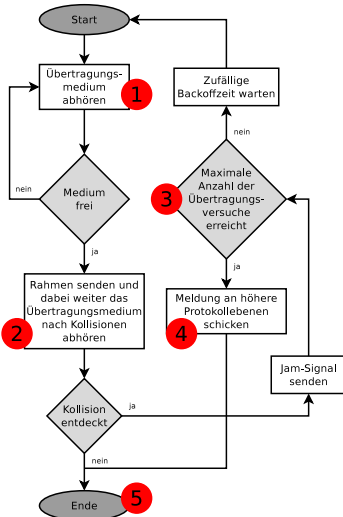 Start
Übertragungs-
medium
abhören
1
nein
Medium
frei
ja
Rahmen senden und
dabei weiter das
Übertragungsmedium
nach Kollisionen
abhören
2
Kollision
entdeckt
ja
nein
Ende
5
Zufällige
Backoffzeit warten
nein
Maximale
Anzahl der
Übertragungs-
versuche
erreicht
3
ja
Meldung an höhere
Protokollebenen
schicken
4
Jam-Signal
senden